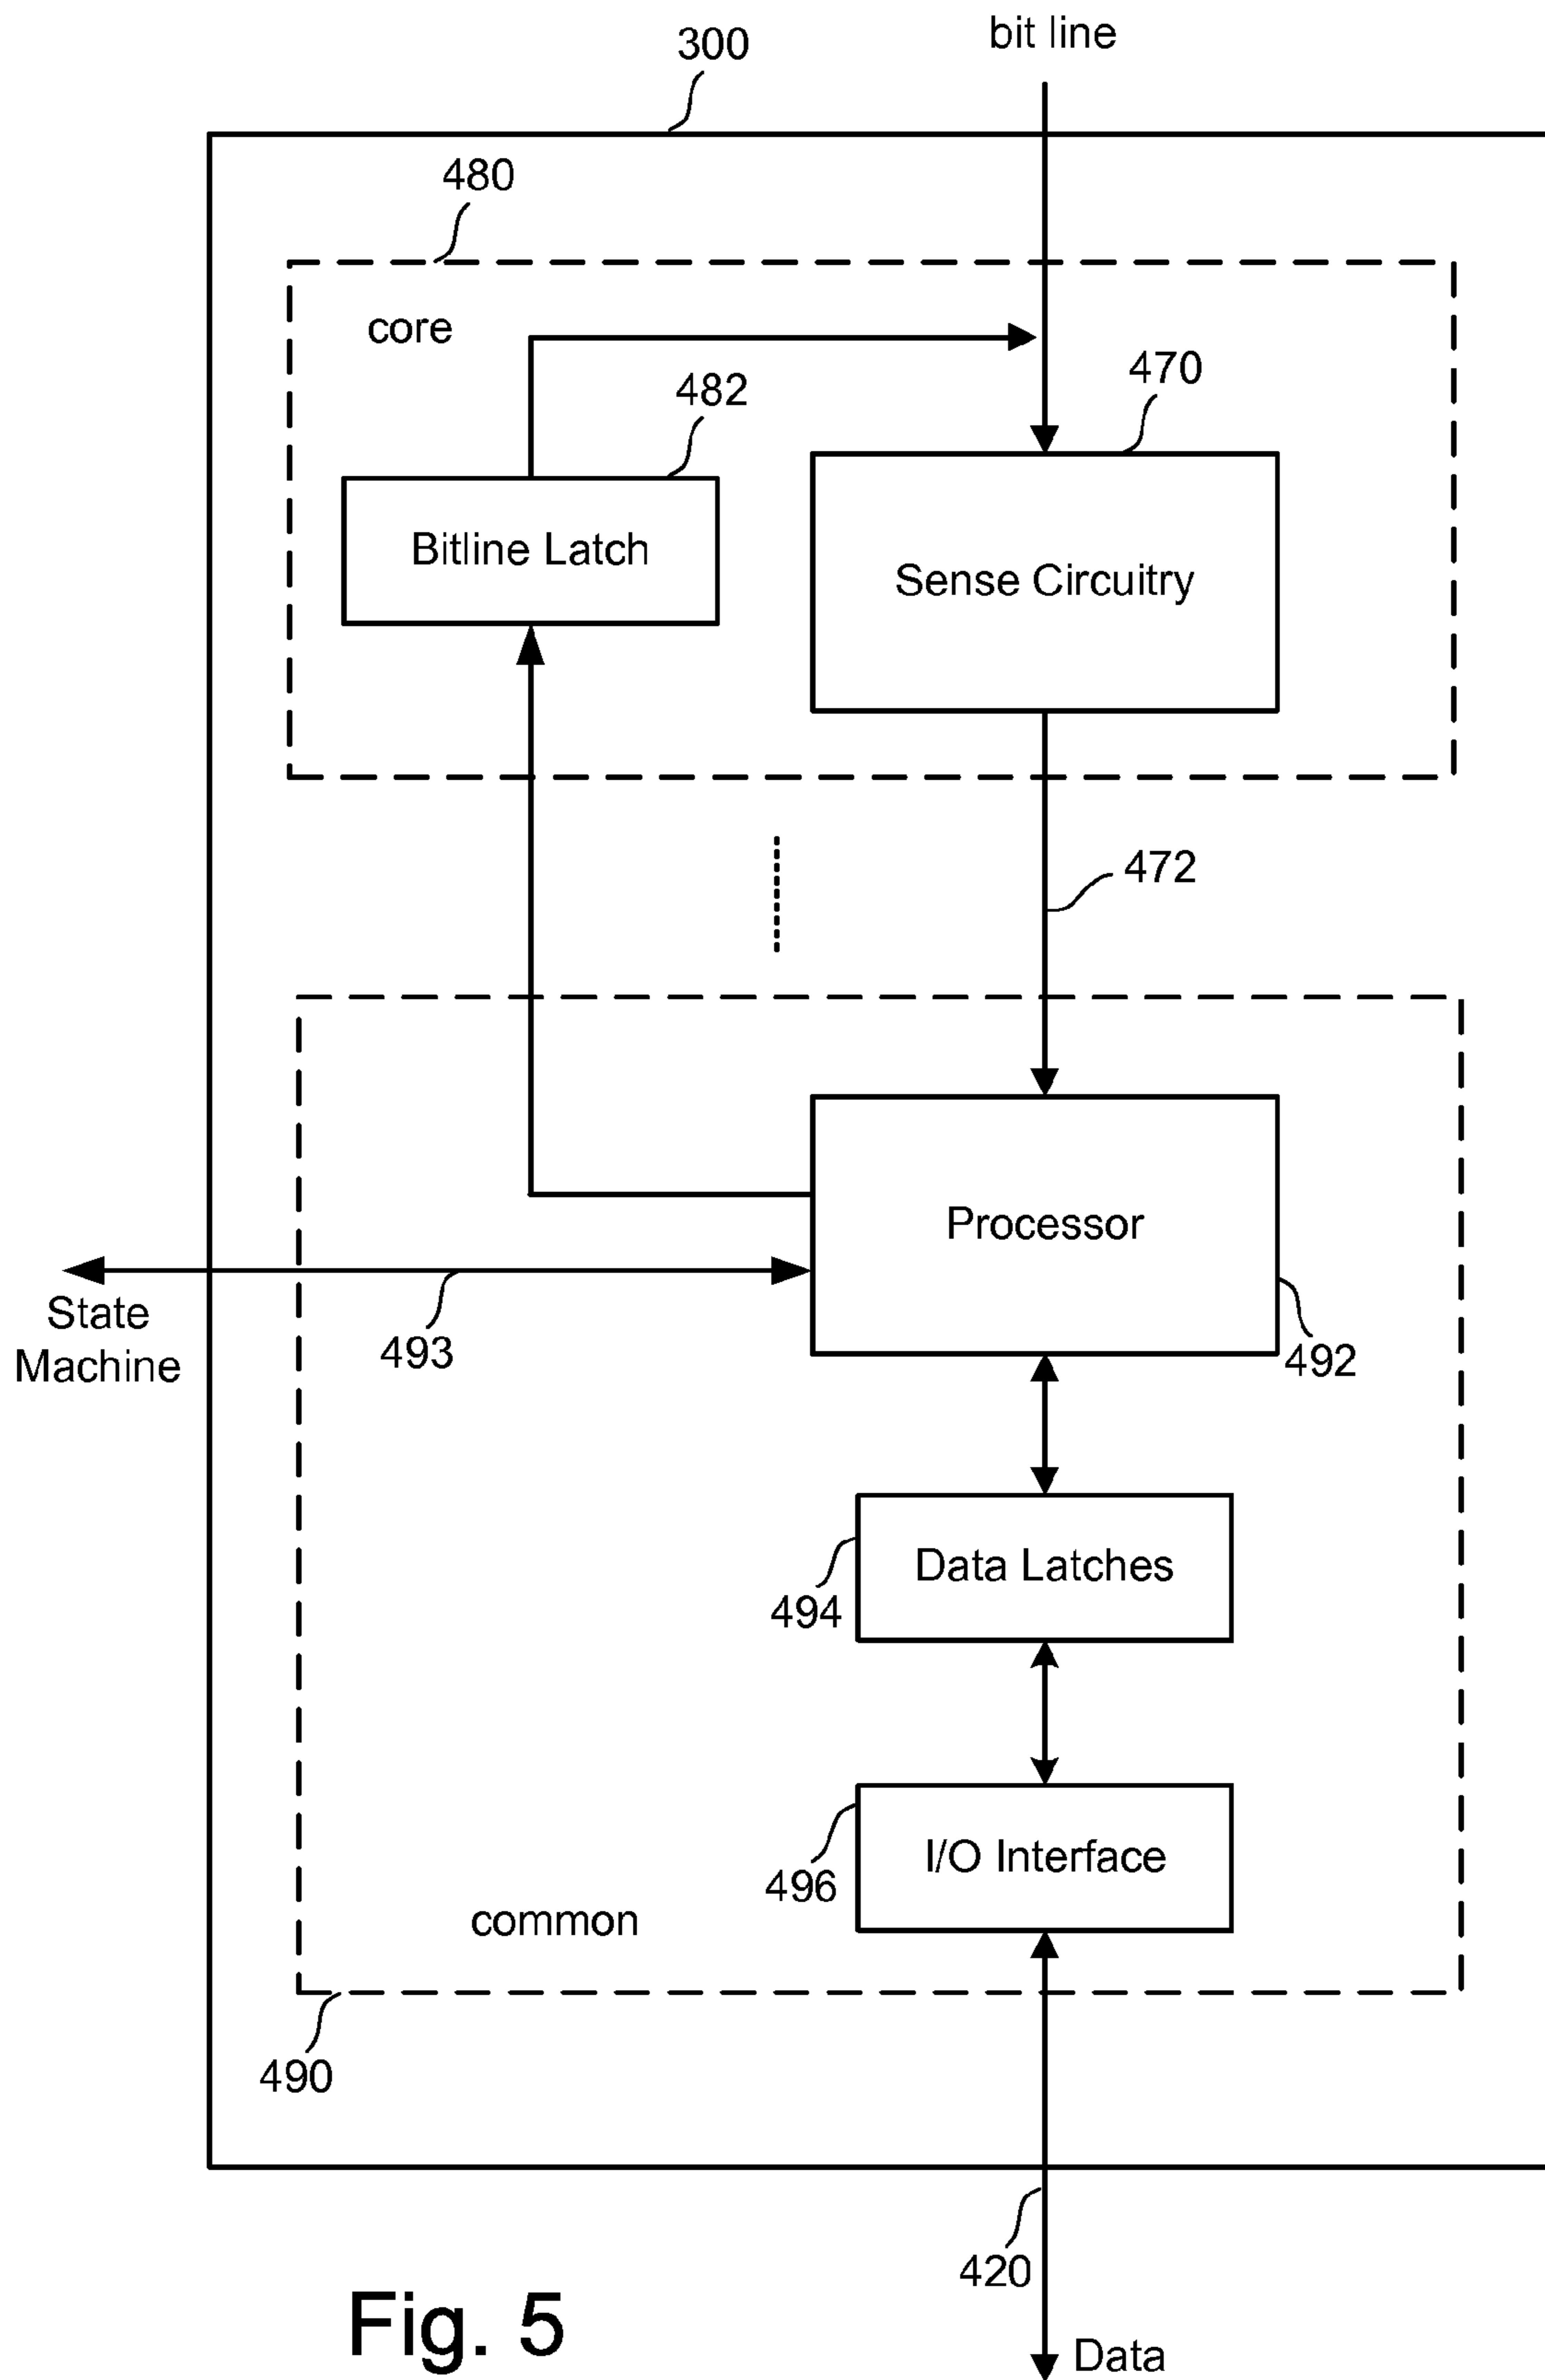 bit line
300
480
core
470
482
Bitline Latch
Sense Circuitry
472
Processor
State
Machine
493
492
Data Latches
494
I/O Interface
496
common
490
420
Fig. 5
Data